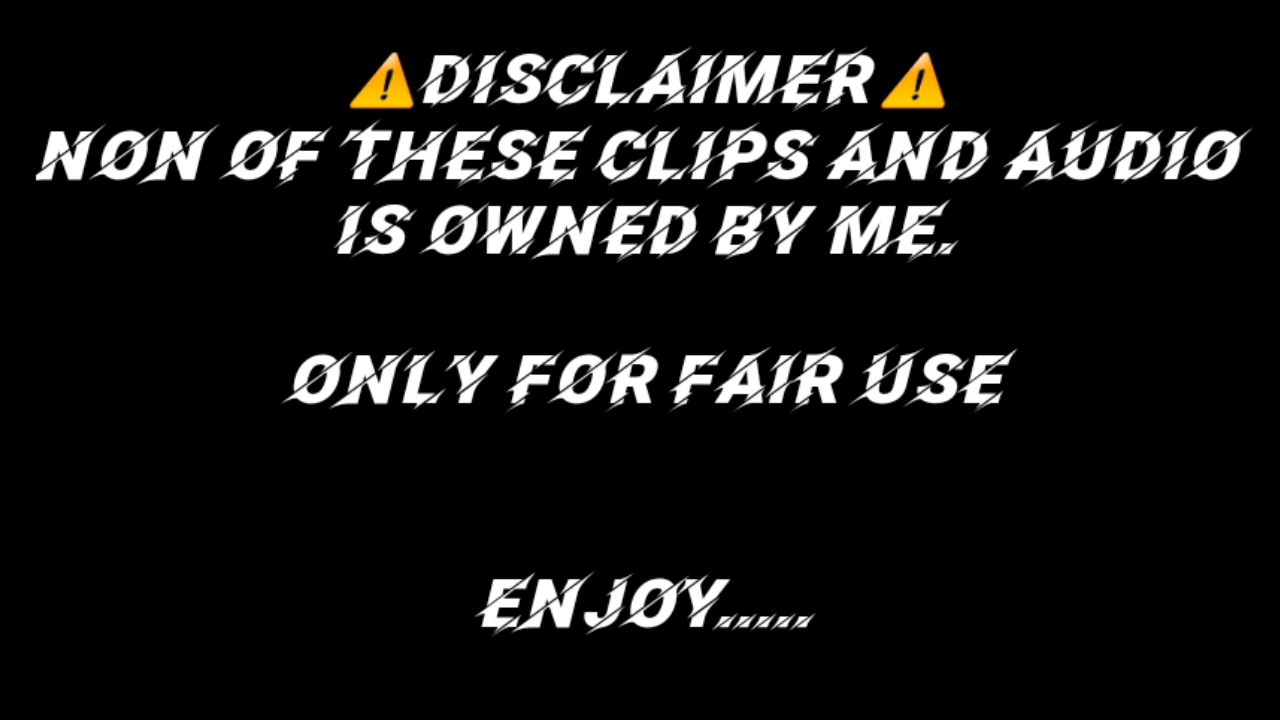 ⚠️DISCLAIMER⚠️
NON OF THESE CLIPS AND AUDIO
IS OWNED BY ME.
ONLY FOR FAIR USE
ENJOY.....